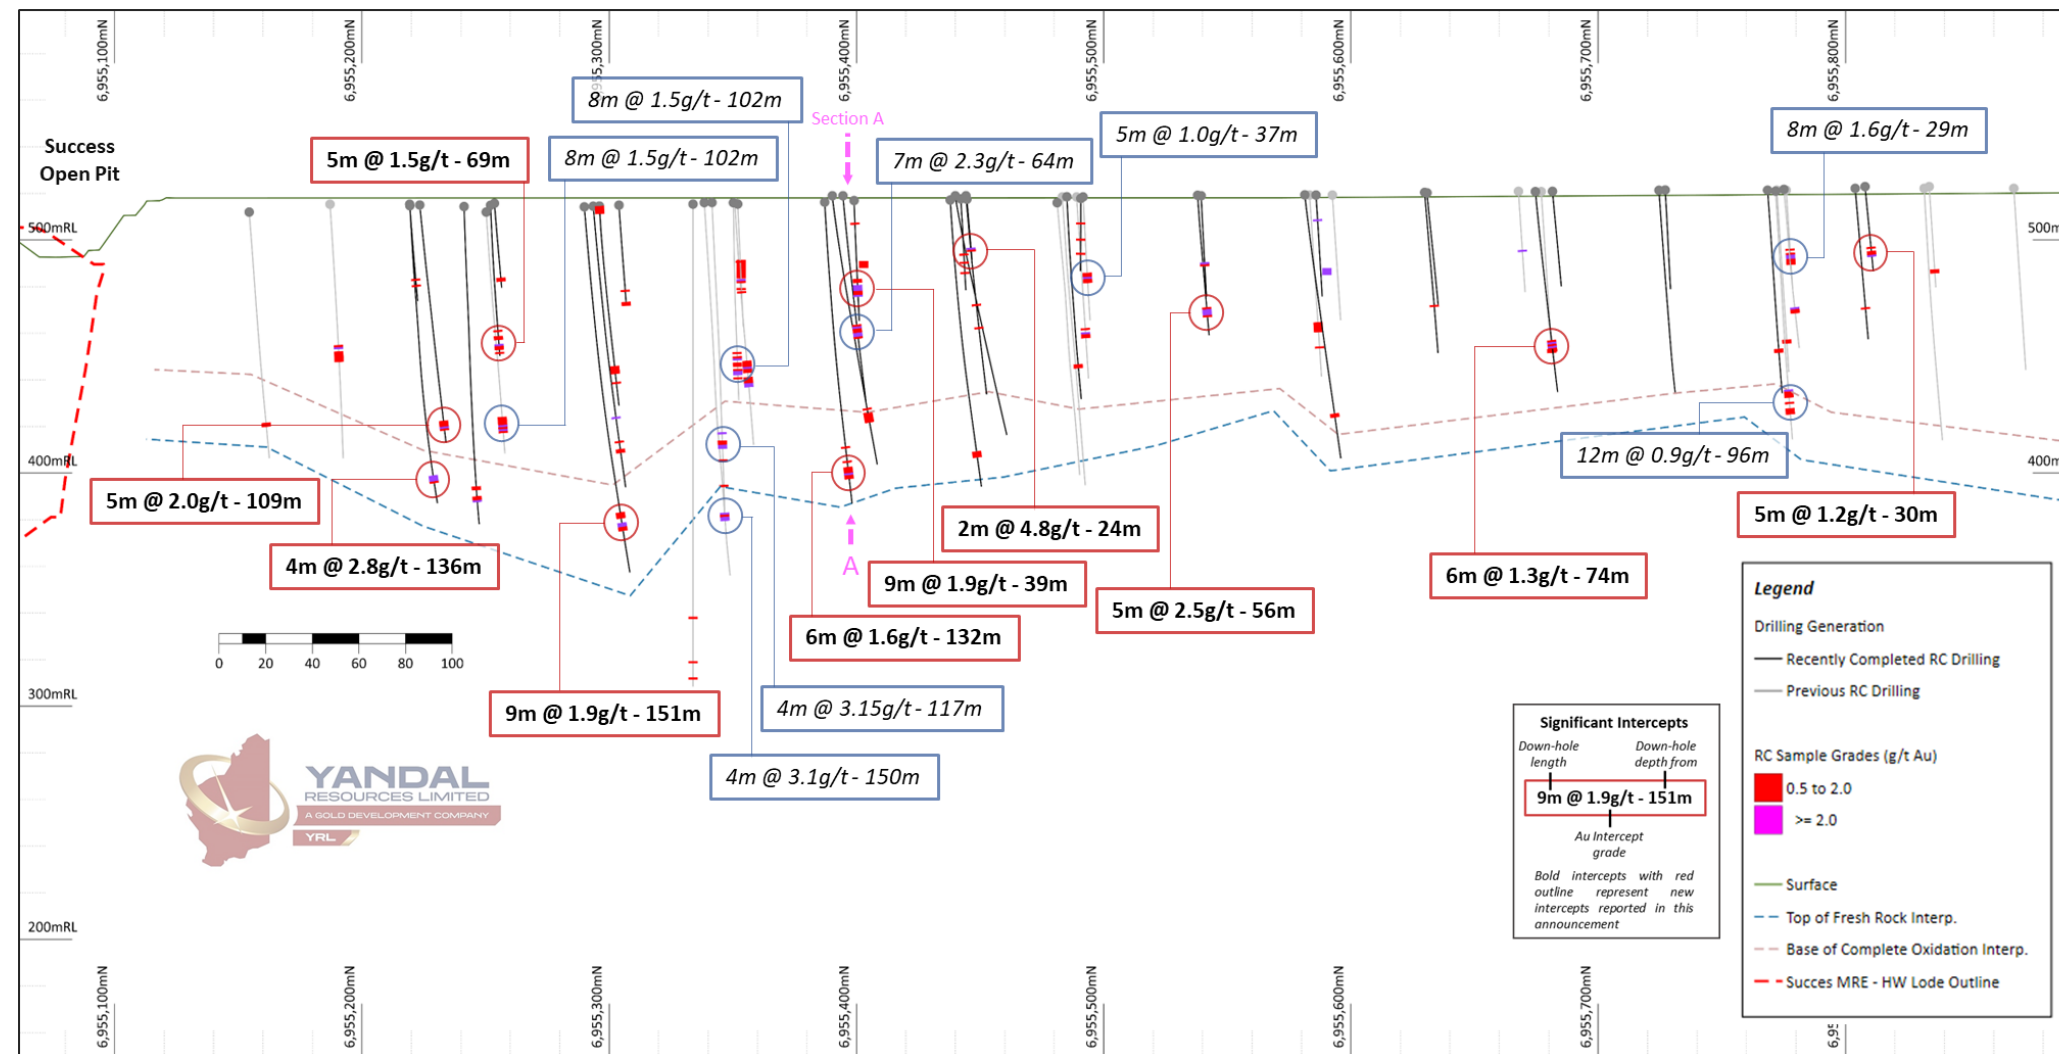 6,955,100mN
6,955,200mN
6,955,300mN
6,955,400mN
6,955,500mN
6,955,600mN
6,955,700mN
6,955,800mN
8m @ 1.5g/t - 102m
Section A
5m @ 1.0g/t - 37m
8m @ 1.6g/t - 29m
Success
Open Pit
5m @ 1.5g/t - 69m
8m @ 1.5g/t - 102m
7m @ 2.3g/t - 64m
500mRL
500m
400mRL
400m
12m @ 0.9g/t - 96m
5m @ 2.0g/t - 109m
2m @ 4.8g/t - 24m
5m @ 1.2g/t - 30m
4m @ 2.8g/t - 136m
A
9m @ 1.9g/t - 39m
6m @ 1.3g/t - 74m
5m @ 2.5g/t - 56m
6m @ 1.6g/t - 132m
0 20 40 60 80 100
300mRL
9m @ 1.9g/t - 151m
4m @ 3.15g/t - 117m
4m @ 3.1g/t - 150m
YANDAL
RESOURCES LIMITED
A GOLD DEVELOPMENT COMPANY
YRL
200mRL
Significant Intercepts
Down-hole
length
Down-hole
depth from
9m @ 1.9g/t - 151m
Au Intercept
grade
Bold intercepts with red
outline represent new
intercepts reported in this
announcement
Legend
Drilling Generation
Recently Completed RC Drilling
Previous RC Drilling
RC Sample Grades (g/t Au)
0.5 to 2.0
>= 2.0
Surface
Top of Fresh Rock Interp.
Base of Complete Oxidation Interp.
Succes MRE - HW Lode Outline
6,955,100mN
6,955,200mN
6,955,300mN
6,955,400mN
6,955,500mN
6,955,600mN
6,955,700mN
6,95